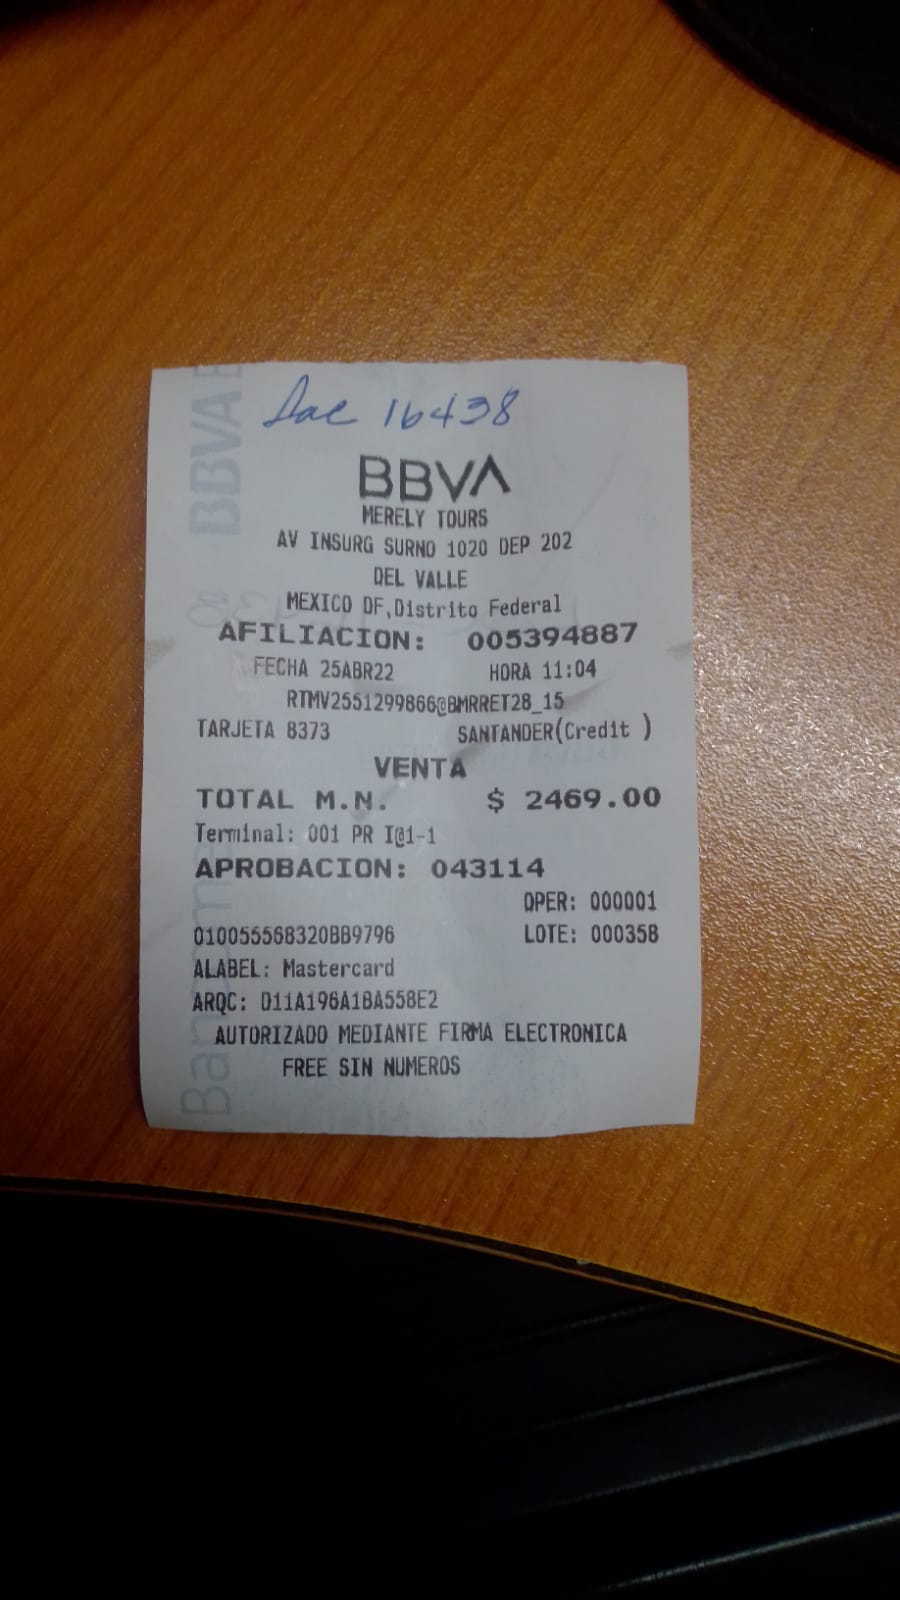 16438
BBVA
MERELY TOURS
AV INSURG SURNO 1020 DEP 202
DEL VALLE
MEXICO DF,Distrito Federal
AFILIACION: 005394887
FECHA 25ABR22 HORA 11:04
RTMV2551299866@BMRRET28_15
TARJETA 8373 SANTANDER(Credit )
VENTA
TOTAL M.N. $ 2469.00
Terminal: 001 PR I@1-1
APROBACION: 043114
OPER: 000001
010055568320BB9796 LOTE: 000358
ALABEL: Mastercard
ARQC: D11A196A1BA558E2
AUTORIZADO MEDIANTE FIRMA ELECTRONICA
FREE SIN NUMEROS
BBVA